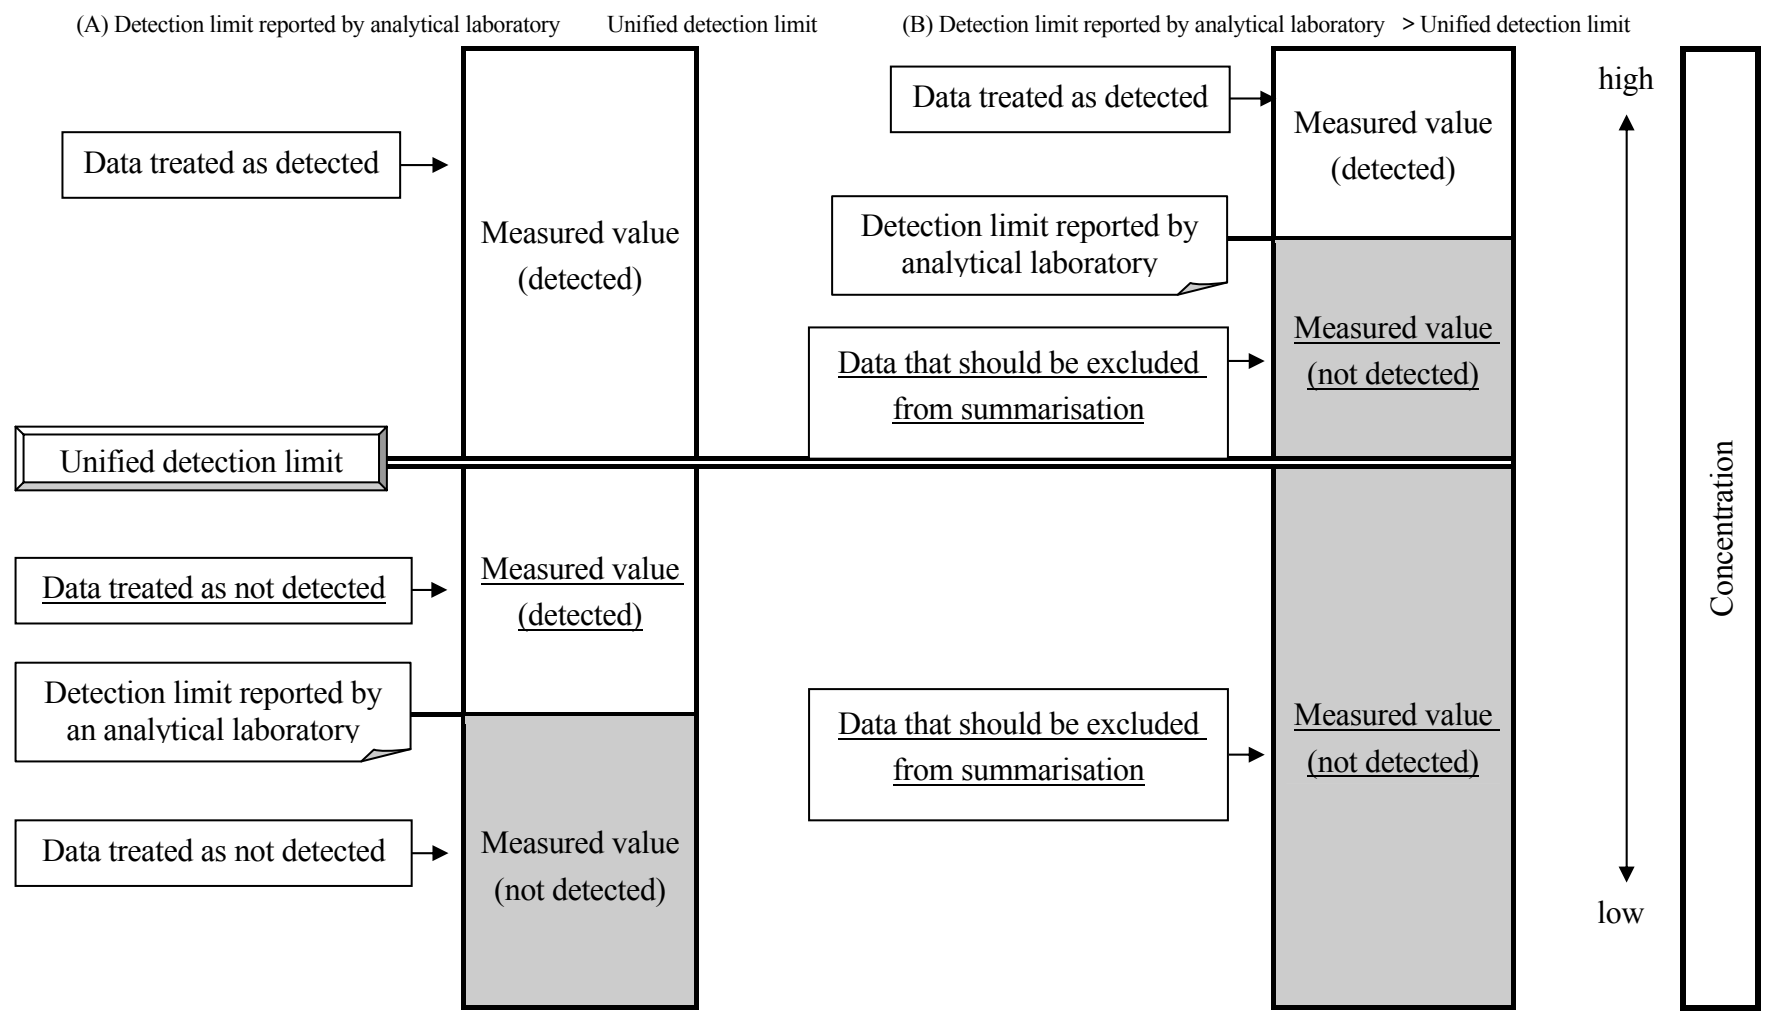 (A) Detection limit reported by analytical laboratory Unified detection limit
(B) Detection limit reported by analytical laboratory > Unified detection limit
Data treated as detected
Measured value
(detected)
Unified detection limit
Data treated as not detected
Measured value
(detected)
Detection limit reported by
an analytical laboratory
Data treated as not detected
Measured value
(not detected)
Data treated as detected
Measured value
(detected)
Detection limit reported by
analytical laboratory
Data that should be excluded
from summarisation
Measured value
(not detected)
Data that should be excluded
from summarisation
Measured value
(not detected)
high
low
Concentration